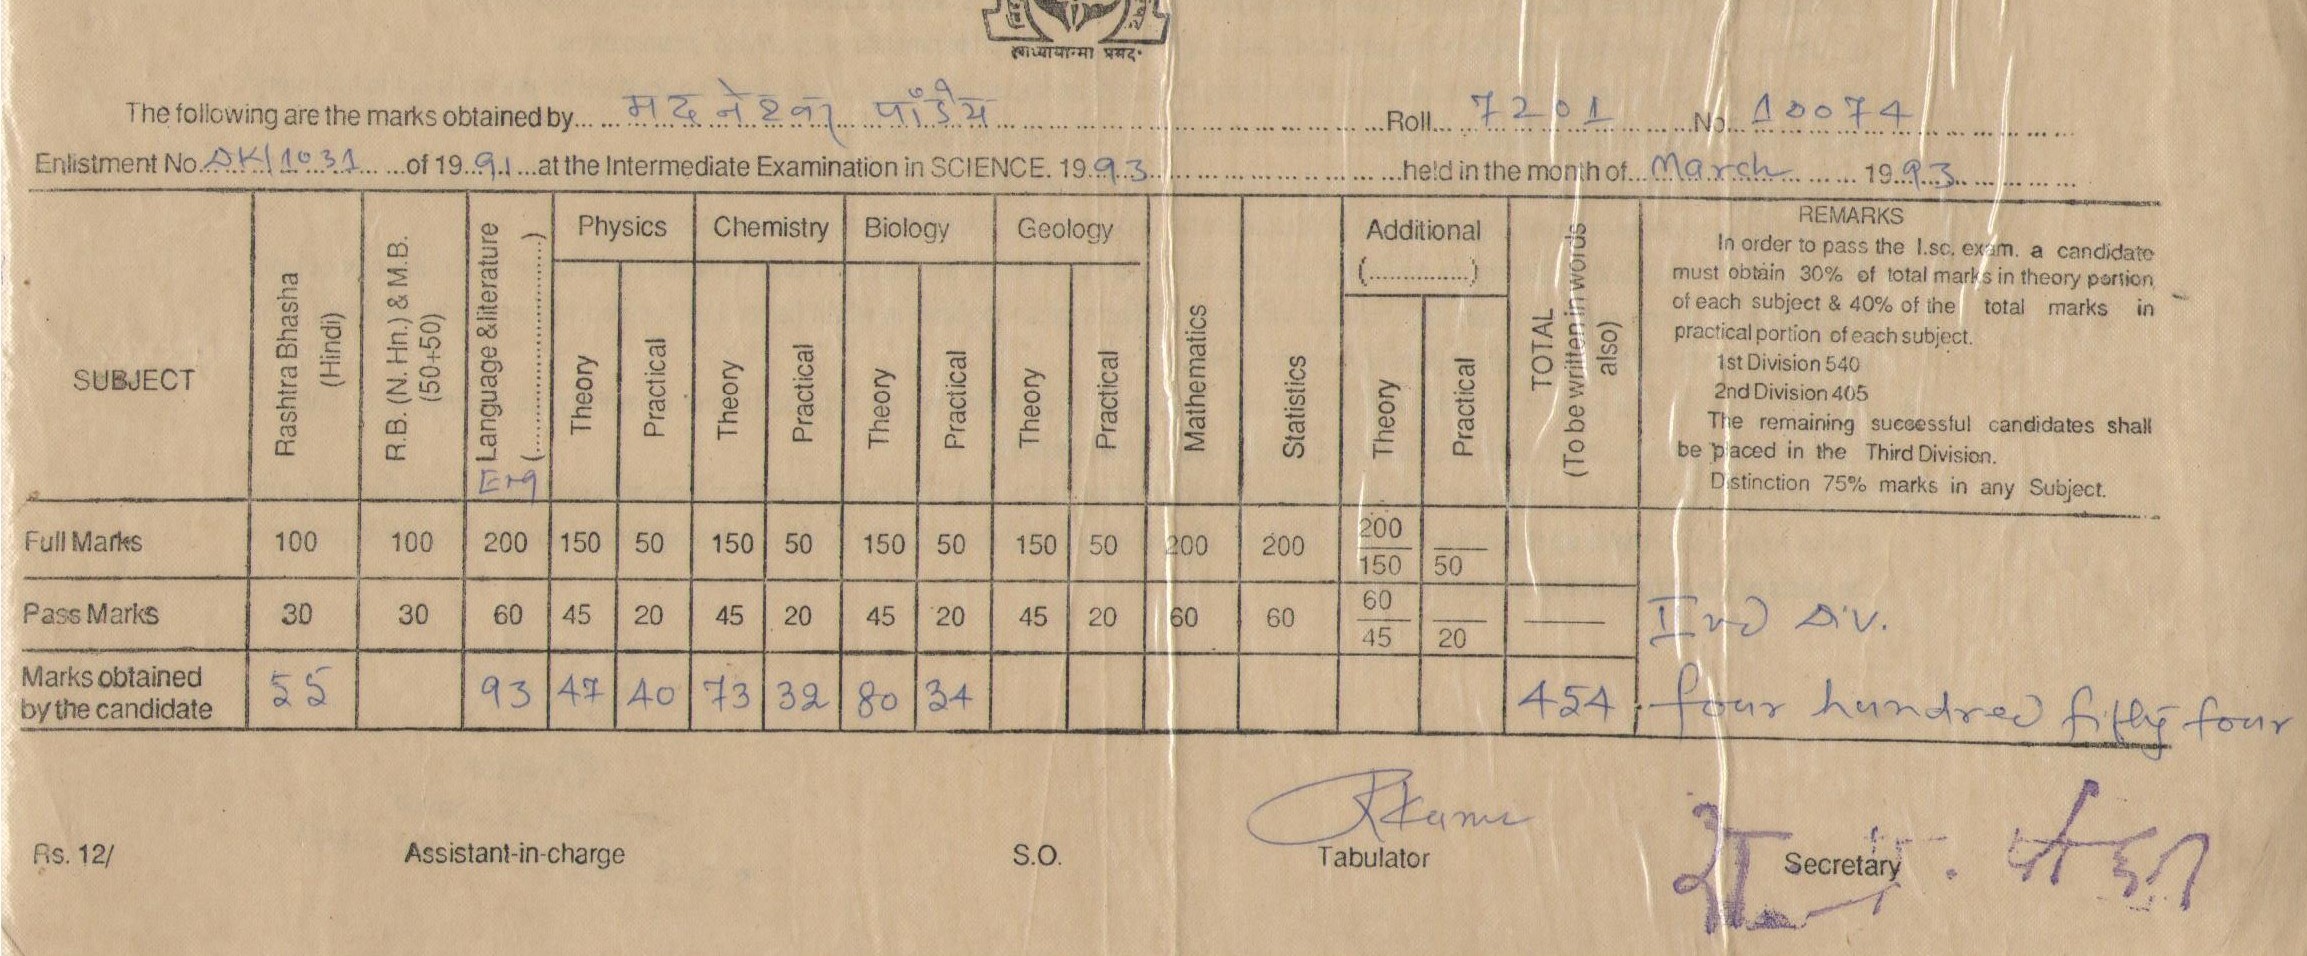 स्वाध्यायान्मा प्रमदः
The following are the marks obtained by... मदनेश्वर पाँडेय Roll... 7201 No. 10074
Enlistment No. DK/1031 of 1991 at the Intermediate Examination in SCIENCE. 1993 held in the month of... March 1993
SUBJECT Rashtra Bhasha (Hindi) R.B. (N. Hn.) & M.B. (50+50) Language & literature (............) Eng Physics Theory Practical Chemistry Theory Practical Biology Theory Practical Geology Theory Practical Mathematics Statistics Additional (..............) Theory Practical TOTAL (To be written in words also)
REMARKS
In order to pass the I.sc. exam. a candidate
must obtain 30% of total marks in theory portion
of each subject & 40% of the total marks in
practical portion of each subject.
1st Division 540
2nd Division 405
The remaining successful candidates shall
be placed in the Third Division.
Distinction 75% marks in any Subject.
Full Marks 100 100 200 150 50 150 50 150 50 150 50 200 200 200/150 50
Pass Marks 30 30 60 45 20 45 20 45 20 45 20 60 60 60/45 20 IInd Div.
Marks obtained by the candidate 55 93 47 40 73 32 80 34 454 four hundred fifty four
Rs. 12/ Assistant-in-charge S.O. Tabulator Secretary